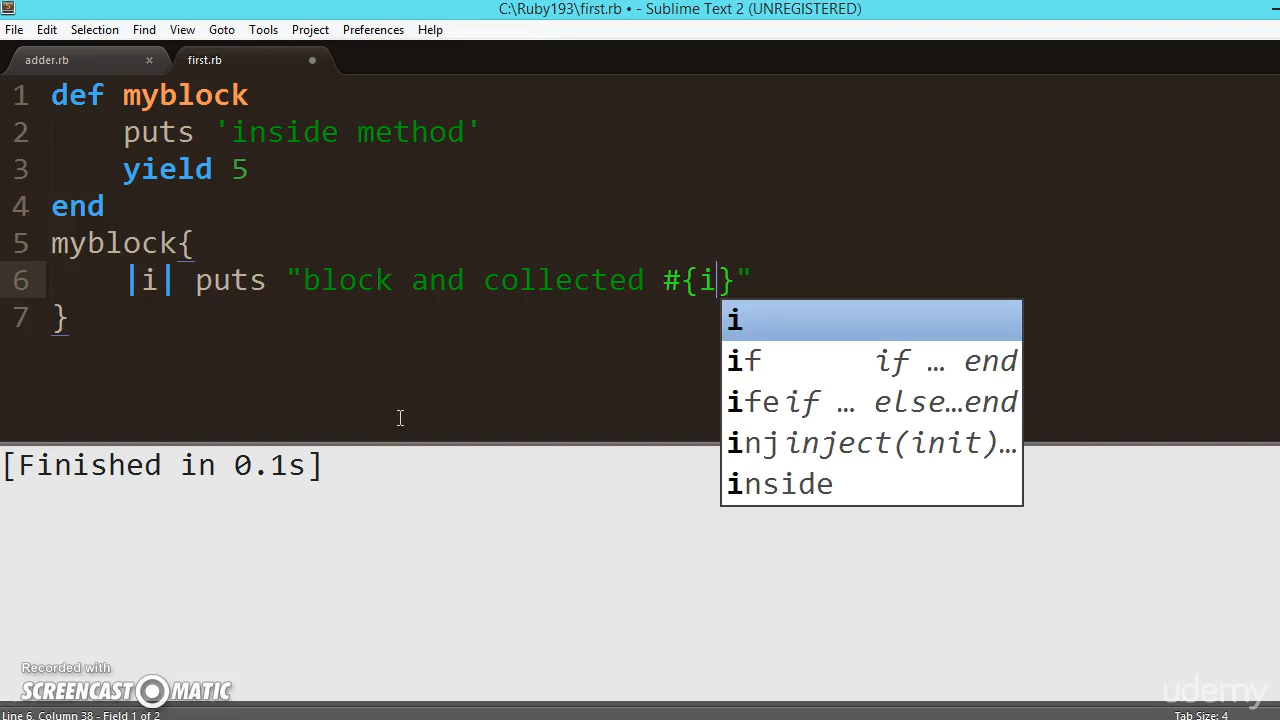 C:\Ruby193\first.rb • - Sublime Text 2 (UNREGISTERED)
File Edit Selection Find View Goto Tools Project Preferences Help
adder.rb × first.rb
1 def myblock
2 puts 'inside method'
3 yield 5
4 end
5 myblock{
6 |i| puts "block and collected #{i}"
7 }
i
if if … end
ife if … else…end
inj inject(init)…
inside
[Finished in 0.1s]
Recorded with
SCREENCAST MATIC
udemy
Line 6, Column 38 - Field 1 of 2 Tab Size: 4